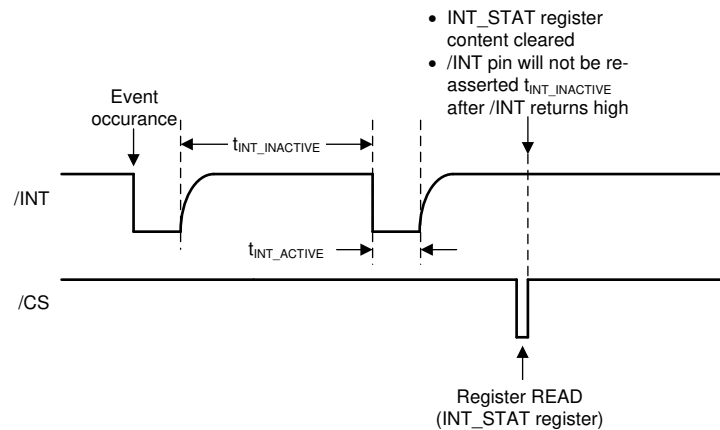 • INT_STAT register
content cleared
• /INT pin will not be re-
asserted tINT_INACTIVE
after /INT returns high
Event
occurance
tINT_INACTIVE
/INT
tINT_ACTIVE
/CS
Register READ
(INT_STAT register)